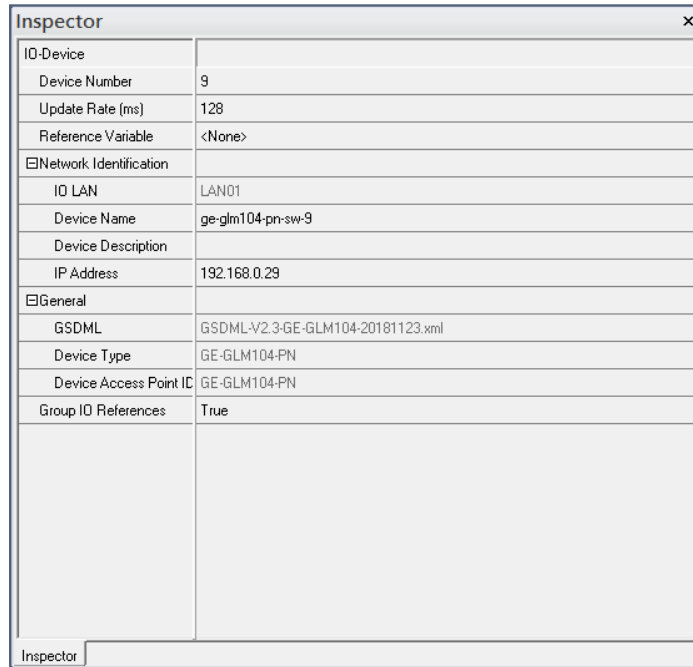 Inspector
IO-Device
Device Number 9
Update Rate (ms) 128
Reference Variable <None>
Network Identification
IO LAN LAN01
Device Name ge-glm104-pn-sw-9
Device Description
IP Address 192.168.0.29
General
GSDML GSDML-V2.3-GE-GLM104-20181123.xml
Device Type GE-GLM104-PN
Device Access Point ID GE-GLM104-PN
Group IO References True
Inspector